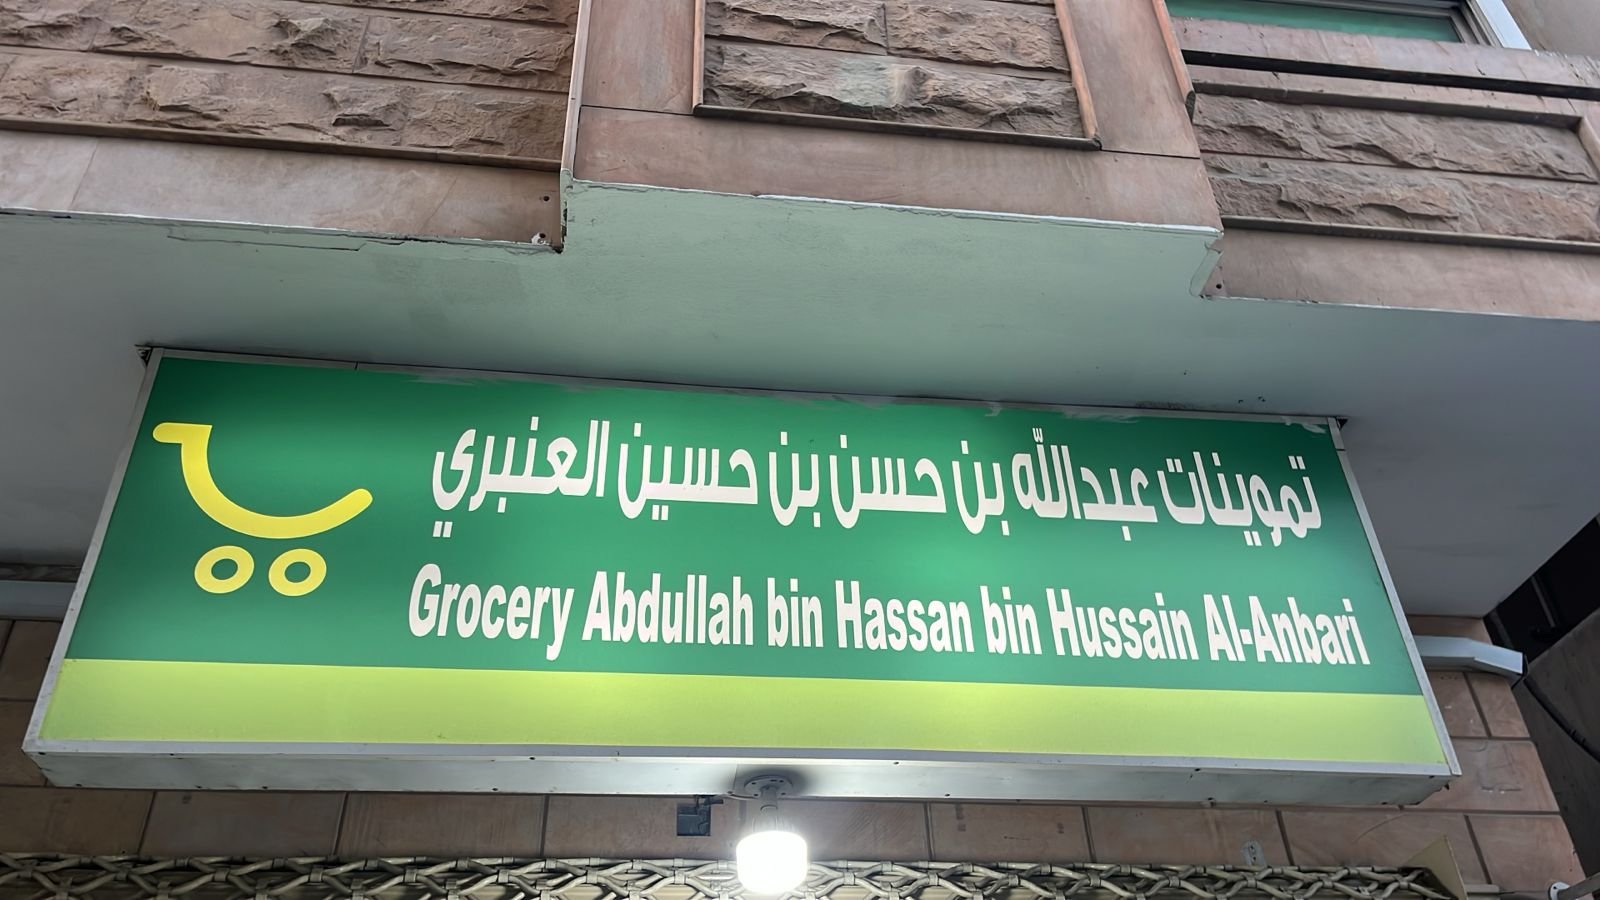 تموينات عبدالله بن حسن بن حسين العنبري
Grocery Abdullah bin Hassan bin Hussain Al-Anbari